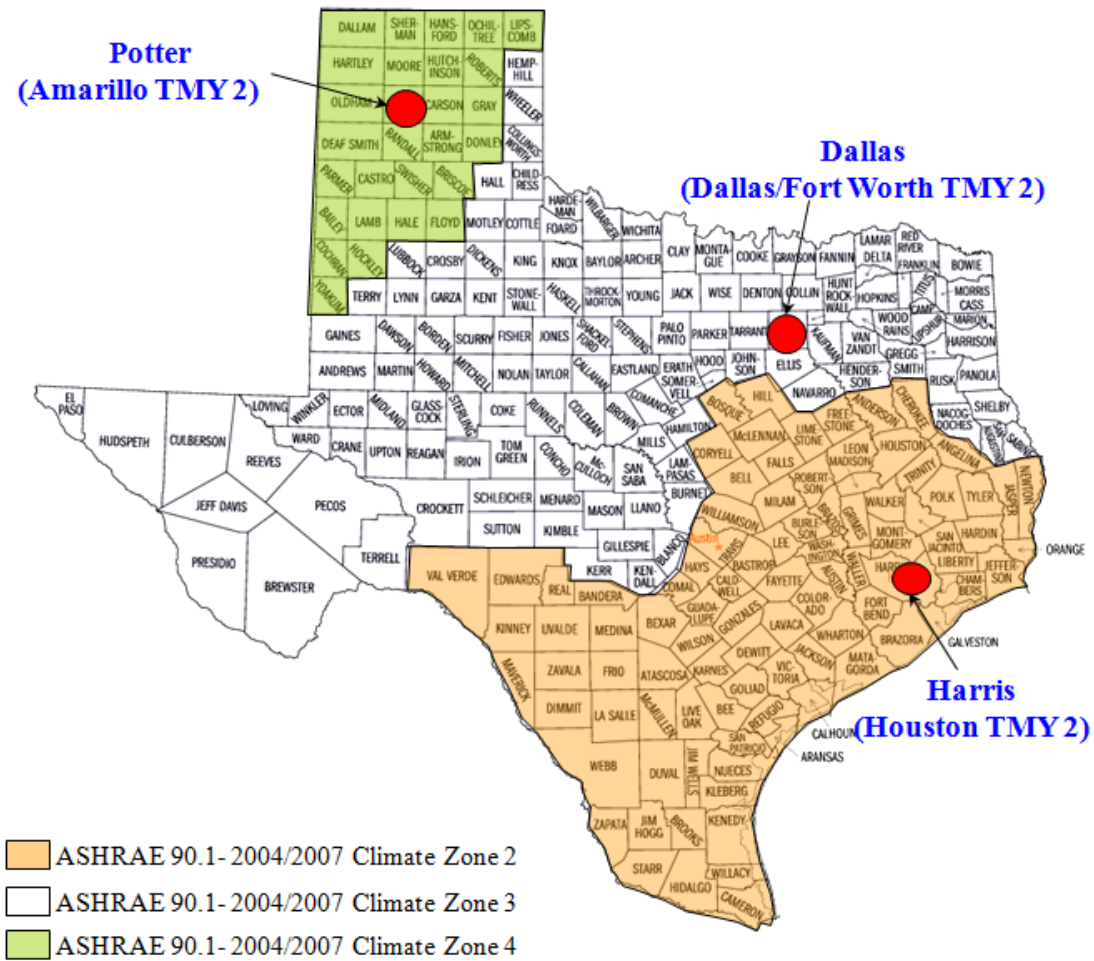 DALLAM
SHER-
MAN
HANS-
FORD
OCHIL-
TREE
LIPS-
COMB
Potter
(Amarillo TMY 2)
HARTLEY
MOORE
HUTCH-
INSON
ROBERTS
HEMP-
HILL
OLDHAM
CARSON
GRAY
WHEELER
DEAF SMITH
RANDALL
ARM-
STRONG
DONLEY
COLLINGS-
WORTH
Dallas
(Dallas/Fort Worth TMY 2)
PARMER
CASTRO
SWISHER
BRISCOE
HALL
CHILD-
RESS
BAILEY
LAMB
HALE
FLOYD
MOTLEY
COTTLE
HARDE-
MAN
FOARD
WILBARGER
WICHITA
COCHRAN
HOCKLEY
LUBBOCK
CROSBY
DICKENS
KING
KNOX
BAYLOR
ARCHER
CLAY
MONTA-
GUE
COOKE
GRAYSON
FANNIN
LAMAR
DELTA
RED
RIVER
FRANKLIN
BOWIE
YOAKUM
TERRY
LYNN
GARZA
KENT
STONE-
WALL
HASKELL
THROCK-
MORTON
YOUNG
JACK
WISE
DENTON
COLLIN
HUNT
ROCK-
WALL
HOPKINS
TITUS
CAMP
MORRIS
CASS
GAINES
DAWSON
BORDEN
SCURRY
FISHER
JONES
SHACKEL-
FORD
STEPHENS
PALO
PINTO
PARKER
TARRANT
KAUFMAN
VAN
ZANDT
WOOD
RAINS
UPSHUR
MARION
HARRISON
ANDREWS
MARTIN
HOWARD
MITCHELL
NOLAN
TAYLOR
CALLAHAN
EASTLAND
ERATH
SOMER-
VELL
HOOD
JOHN-
SON
ELLIS
HENDER-
SON
GREGG
SMITH
RUSK
PANOLA
EL
PASO
HUDSPETH
CULBERSON
LOVING
WINKLER
ECTOR
MIDLAND
GLASS-
COCK
STERLING
COKE
RUNNELS
COLEMAN
BROWN
COMANCHE
HAMILTON
BOSQUE
HILL
NAVARRO
FREE-
STONE
ANDERSON
CHEROKEE
NACOG-
DOCHES
SHELBY
REEVES
WARD
CRANE
UPTON
REAGAN
IRION
TOM
GREEN
CONCHO
MC-
CULLOCH
SAN
SABA
MILLS
LAM-
PASAS
CORYELL
McLENNAN
LIME-
STONE
FALLS
LEON
MADISON
HOUSTON
ANGELINA
SAN
SABINE
JEFF DAVIS
PECOS
CROCKETT
SCHLEICHER
MENARD
MASON
LLANO
BURNET
BELL
MILAM
ROBERT-
SON
BRAZOS
GRIMES
WALKER
TRINITY
POLK
TYLER
JASPER
NEWTON
PRESIDIO
BREWSTER
TERRELL
SUTTON
KIMBLE
GILLESPIE
BLANCO
WILLIAMSON
Austin
TRAVIS
LEE
BURLE-
SON
WASH-
INGTON
MONT-
GOMERY
SAN
JACINTO
HARDIN
ORANGE
VAL VERDE
EDWARDS
REAL
KERR
KEN-
DALL
BANDERA
COMAL
HAYS
CALD-
WELL
BASTROP
FAYETTE
AUSTIN
WALLER
LIBERTY
JEFFER-
SON
CHAM-
BERS
KINNEY
UVALDE
MEDINA
BEXAR
GUADA-
LUPE
GONZALES
LAVACA
COLOR-
ADO
FORT
BEND
BRAZORIA
GALVESTON
MAVERICK
ZAVALA
FRIO
ATASCOSA
WILSON
KARNES
DEWITT
JACKSON
WHARTON
MATA-
GORDA
Harris
(Houston TMY 2)
DIMMIT
LA SALLE
McMULLEN
LIVE
OAK
BEE
GOLIAD
VIC-
TORIA
REFUGIO
CALHOUN
ARANSAS
SAN
PATRICIO
WEBB
DUVAL
JIM WELLS
NUECES
KLEBERG
ZAPATA
JIM
HOGG
BROOKS
KENEDY
STARR
HIDALGO
WILLACY
CAMERON
ASHRAE 90.1- 2004/2007 Climate Zone 2
ASHRAE 90.1- 2004/2007 Climate Zone 3
ASHRAE 90.1- 2004/2007 Climate Zone 4